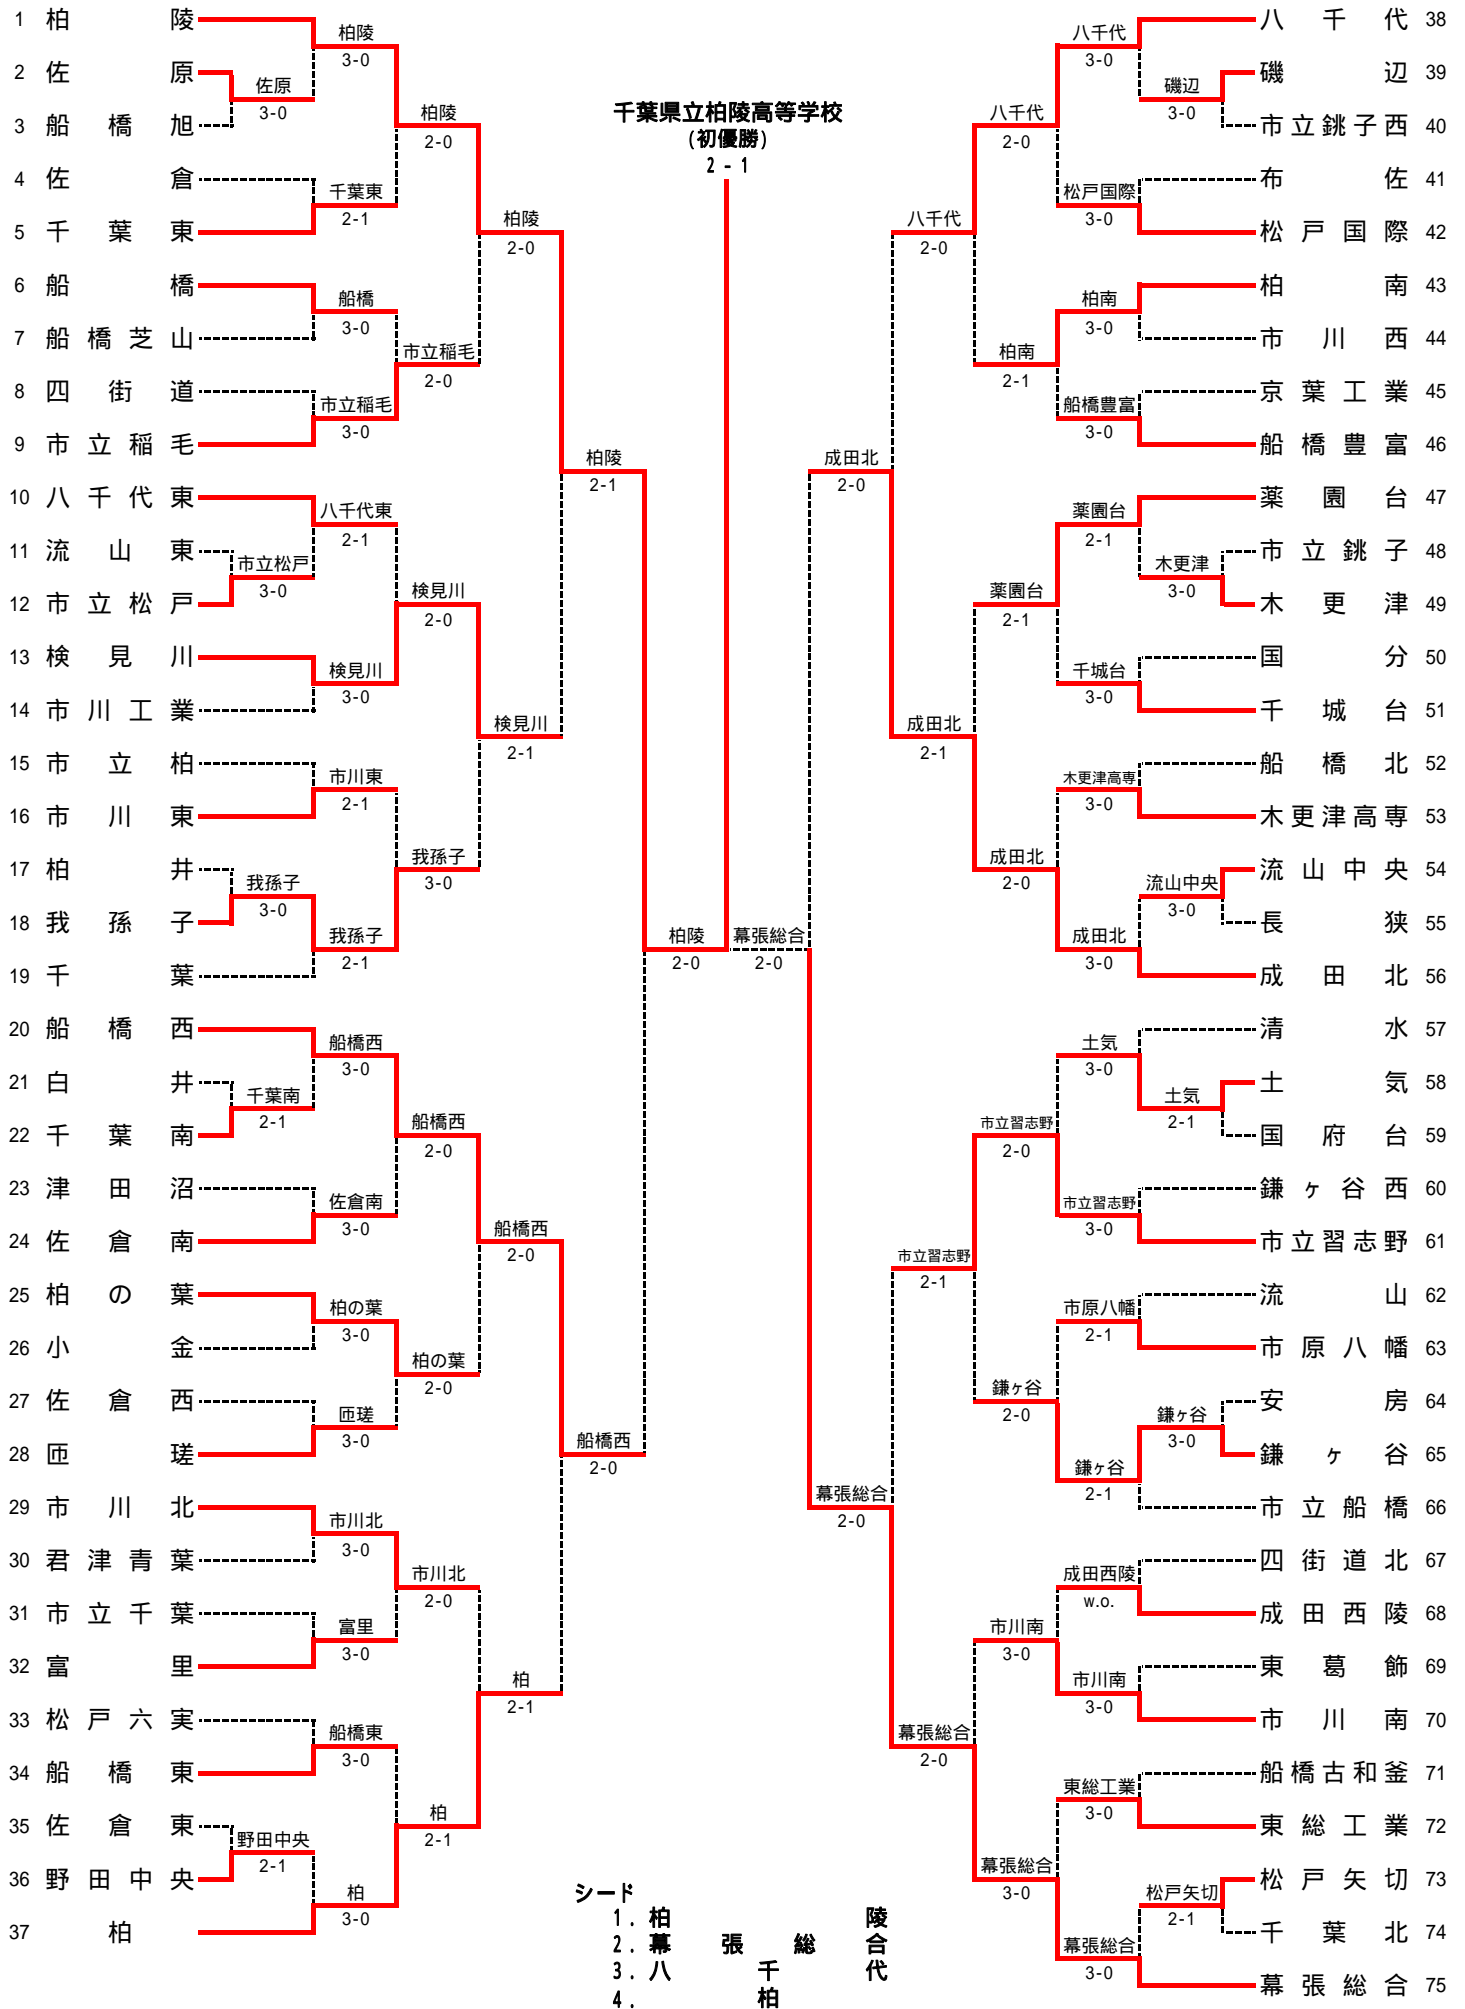 千葉県立柏陵高等学校
(初優勝)
2 - 1
1 柏陵
2 佐原
3 船橋旭
4 佐倉
5 千葉東
6 船橋
7 船橋芝山
8 四街道
9 市立稲毛
10 八千代東
11 流山東
12 市立松戸
13 検見川
14 市川工業
15 市立柏
16 市川東
17 柏井
18 我孫子
19 千葉
20 船橋西
21 白井
22 千葉南
23 津田沼
24 佐倉南
25 柏の葉
26 小金
27 佐倉西
28 匝瑳
29 市川北
30 君津青葉
31 市立千葉
32 富里
33 松戸六実
34 船橋東
35 佐倉東
36 野田中央
37 柏
佐原
3-0
市立松戸
3-0
我孫子
3-0
千葉南
2-1
野田中央
2-1
柏陵
3-0
千葉東
2-1
船橋
3-0
市立稲毛
3-0
八千代東
2-1
検見川
3-0
市川東
2-1
我孫子
2-1
船橋西
3-0
佐倉南
3-0
柏の葉
3-0
匝瑳
3-0
市川北
3-0
富里
3-0
船橋東
3-0
柏
3-0
柏陵
2-0
市立稲毛
2-0
検見川
2-0
我孫子
3-0
船橋西
2-0
柏の葉
2-0
市川北
2-0
柏
2-1
柏陵
2-0
検見川
2-1
船橋西
2-0
柏
2-1
柏陵
2-1
船橋西
2-0
柏陵
2-0
幕張総合
2-0
成田北
2-0
幕張総合
2-0
八千代
2-0
成田北
2-1
市立習志野
2-1
幕張総合
2-0
八千代
2-0
柏南
2-1
薬園台
2-1
成田北
2-0
市立習志野
2-0
鎌ヶ谷
2-0
市川南
3-0
幕張総合
3-0
八千代
3-0
松戸国際
3-0
柏南
3-0
船橋豊富
3-0
薬園台
2-1
千城台
3-0
木更津高専
3-0
成田北
3-0
土気
3-0
市立習志野
3-0
市原八幡
2-1
鎌ヶ谷
2-1
成田西陵
w.o.
市川南
3-0
東総工業
3-0
幕張総合
3-0
磯辺
3-0
木更津
3-0
流山中央
3-0
土気
2-1
鎌ヶ谷
3-0
松戸矢切
2-1
八千代 38
磯辺 39
市立銚子西 40
布佐 41
松戸国際 42
柏南 43
市川西 44
京葉工業 45
船橋豊富 46
薬園台 47
市立銚子 48
木更津 49
国分 50
千城台 51
船橋北 52
木更津高専 53
流山中央 54
長狭 55
成田北 56
清水 57
土気 58
国府台 59
鎌ヶ谷西 60
市立習志野 61
流山 62
市原八幡 63
安房 64
鎌ヶ谷 65
市立船橋 66
四街道北 67
成田西陵 68
東葛飾 69
市川南 70
船橋古和釜 71
東総工業 72
松戸矢切 73
千葉北 74
幕張総合 75
シード
1. 柏陵
2. 幕張総合
3. 八千代
4. 柏